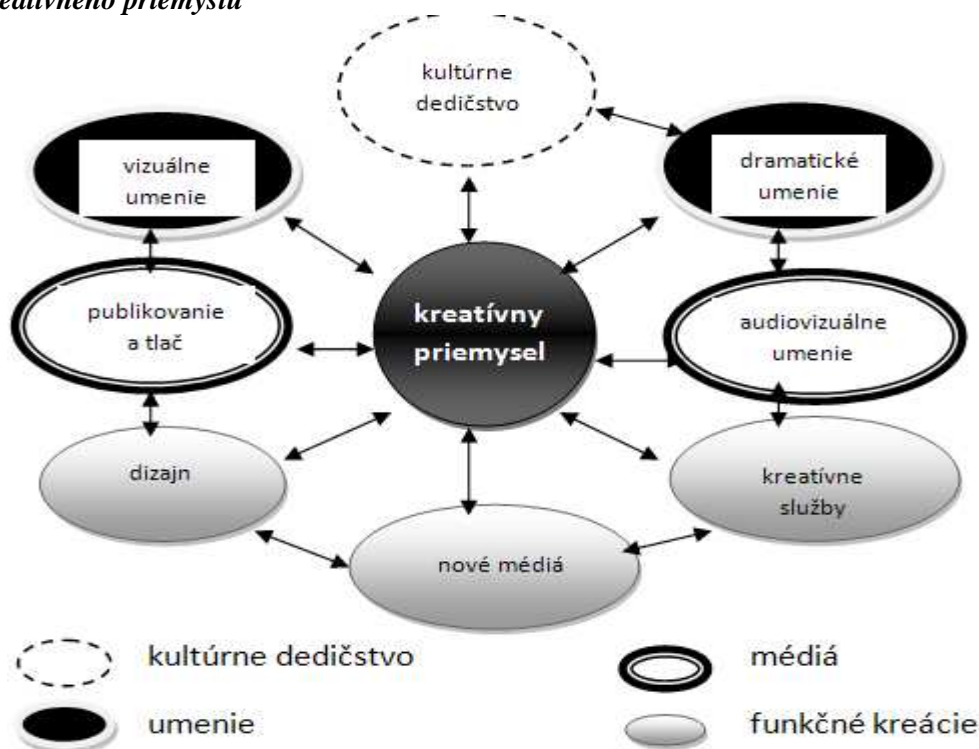 kreatívneho priemyslu
kultúrne
dedičstvo
vizuálne
umenie
dramatické
umenie
publikovanie
a tlač
kreatívny
priemysel
audiovizuálne
umenie
dizajn
kreatívne
služby
nové médiá
kultúrne dedičstvo
médiá
umenie
funkčné kreácie